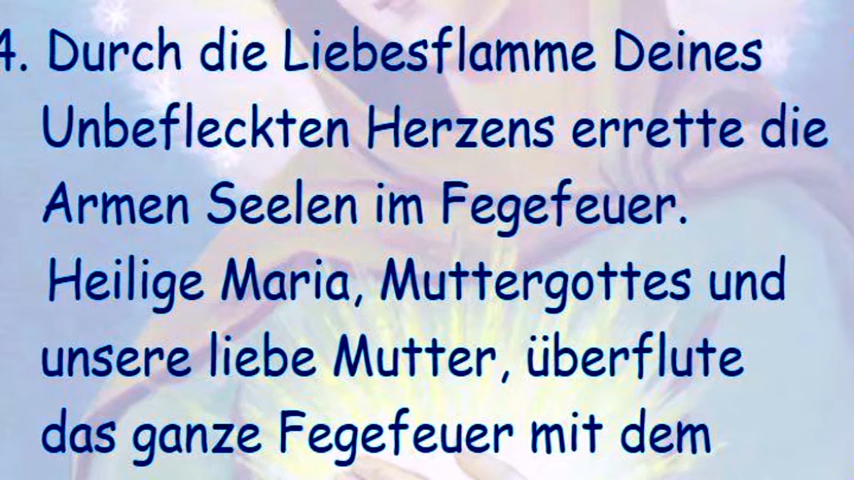 4. Durch die Liebesflamme Deines
Unbefleckten Herzens errette die
Armen Seelen im Fegefeuer.
Heilige Maria, Muttergottes und
unsere liebe Mutter, überflute
das ganze Fegefeuer mit dem